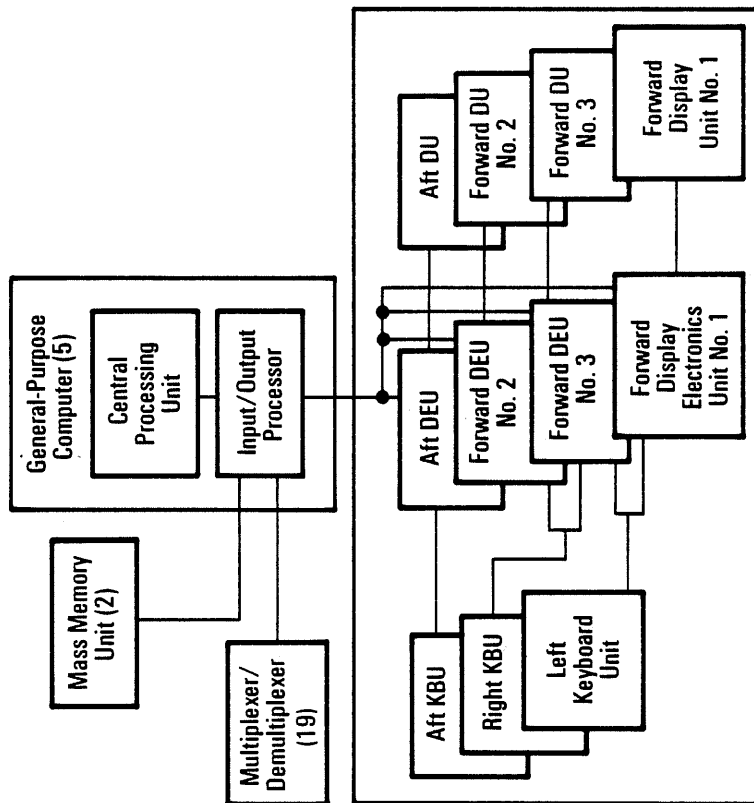 Mass Memory
Unit (2)
Multiplexer/
Demultiplexer
(19)
General-Purpose
Computer (5)
Central
Processing
Unit
Input/Output
Processor
Aft KBU
Right KBU
Left
Keyboard
Unit
Aft DEU
Forward DEU
No. 2
Forward DEU
No. 3
Forward
Display
Electronics
Unit No. 1
Aft DU
Forward DU
No. 2
Forward DU
No. 3
Forward
Display
Unit No. 1